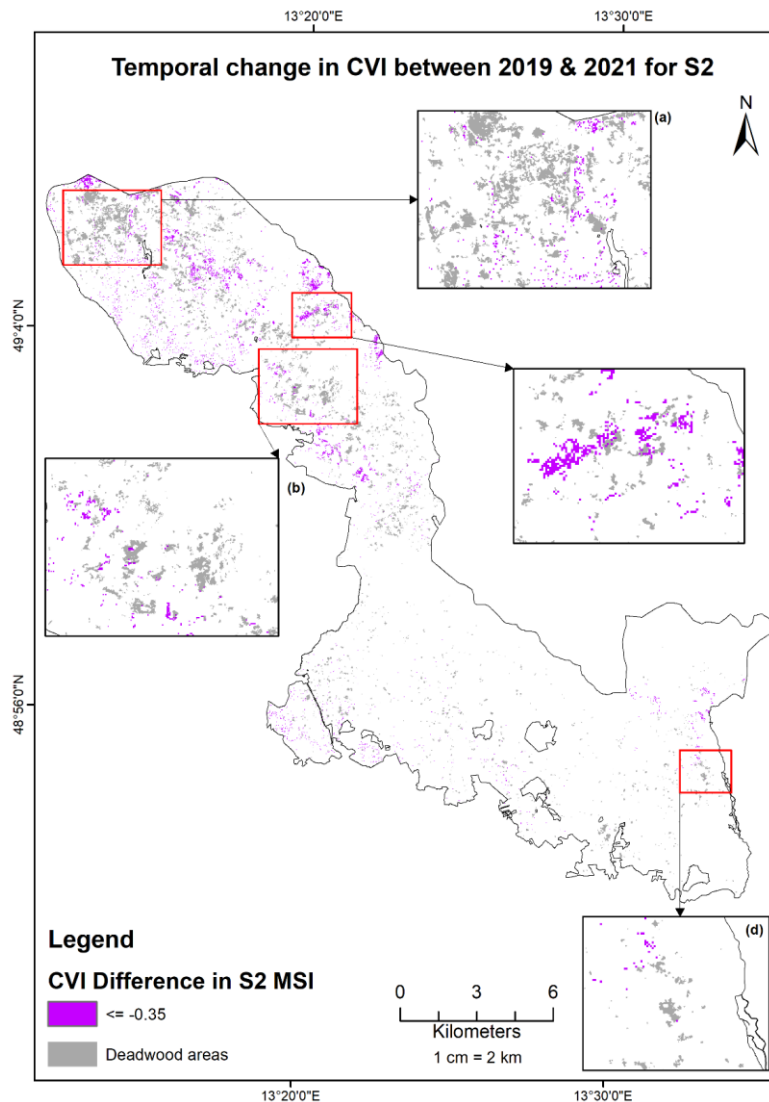 13°20'0"E 13°30'0"E
Temporal change in CVI between 2019 & 2021 for S2
(a)
N
49°4'0"N
(b)
48°56'0"N
(d)
Legend
CVI Difference in S2 MSI
<= -0.35
Deadwood areas
0 3 6
Kilometers
1 cm = 2 km
13°20'0"E 13°30'0"E